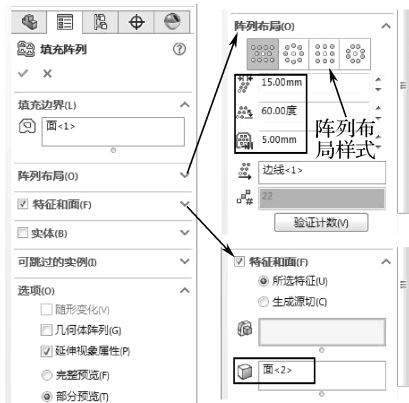 填充阵列
填充边界(L)
面<1>
阵列布局(O)
特征和面(F)
实体(B)
可跳过的实例(I)
选项(O)
随形变化(V)
几何体阵列(G)
延伸视象属性(P)
完整预览(F)
部分预览(T)
阵列布局(O)
15.00mm
60.00度
5.00mm
阵列布
局样式
边线<1>
22
验证计数(V)
特征和面(F)
所选特征(U)
生成源切(C)
面<2>